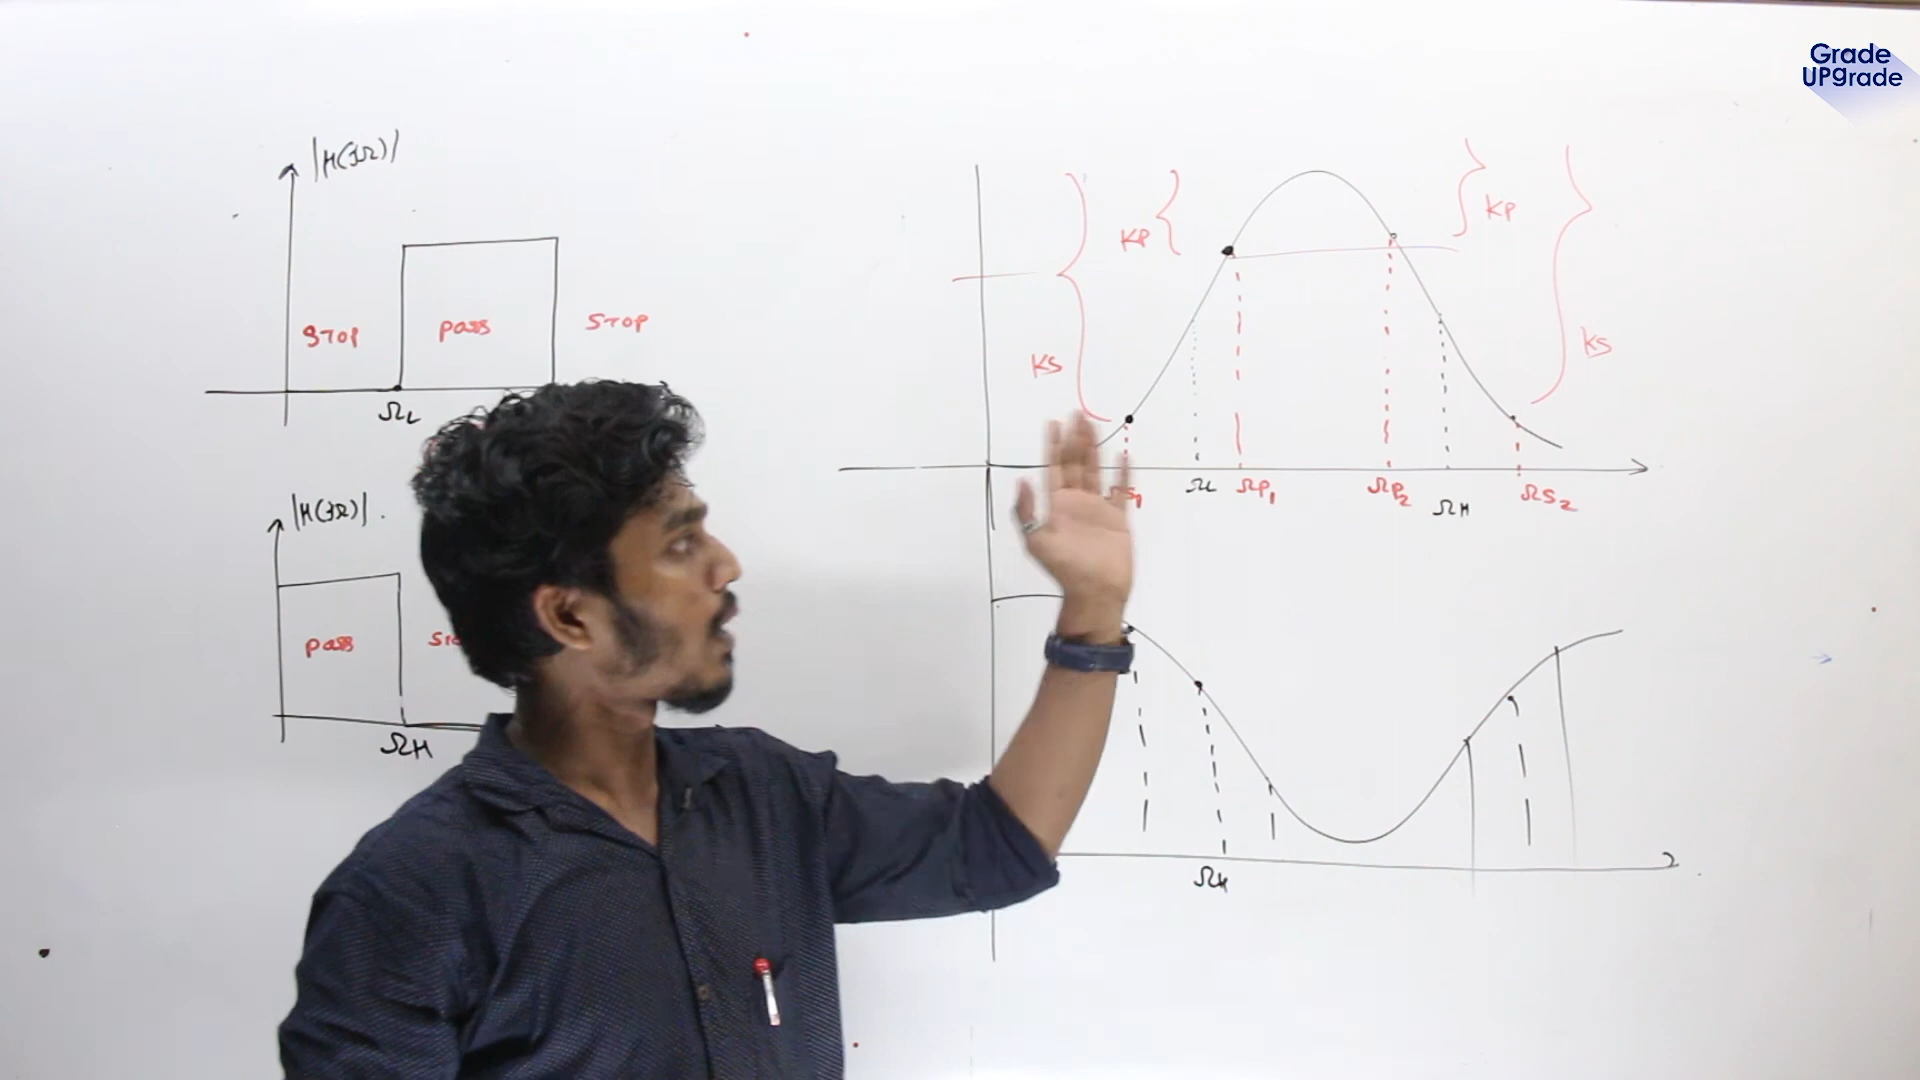 Grade
UPgrade
|H(jΩ)|
STOP
pass
STOP
ΩL
|H(jΩ)|.
pass
ΩH
KP
KP
KS
KS
ΩS1
ΩL
ΩP1
ΩP2
ΩH
ΩS2